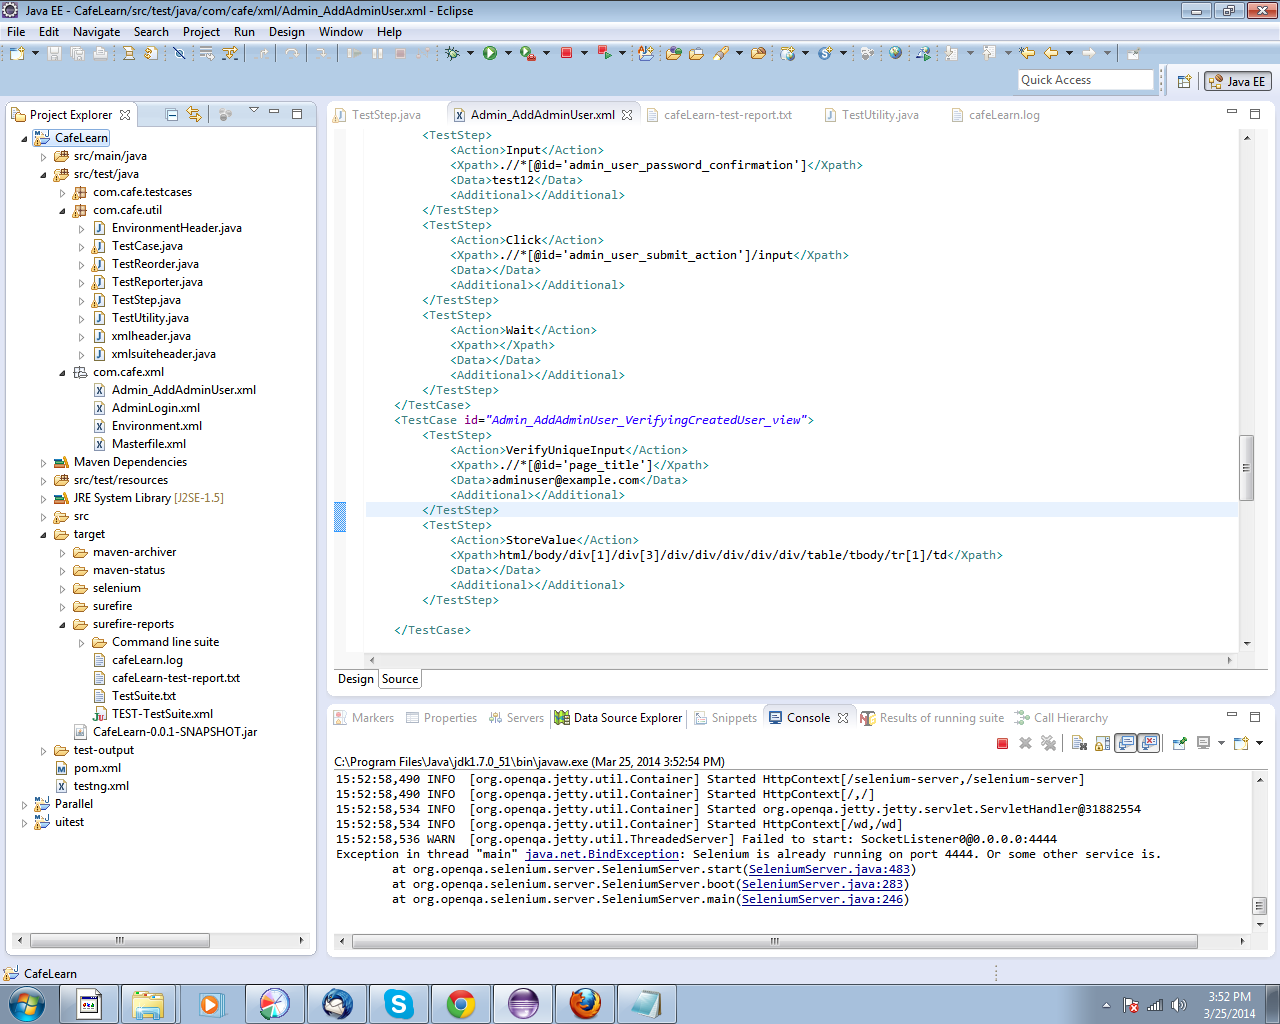 Java EE - CafeLearn/src/test/java/com/cafe/xml/Admin_AddAdminUser.xml - Eclipse
File Edit Navigate Search Project Run Design Window Help
Quick Access
Java EE
Project Explorer
CafeLearn
src/main/java
src/test/java
com.cafe.testcases
com.cafe.util
EnvironmentHeader.java
TestCase.java
TestReorder.java
TestReporter.java
TestStep.java
TestUtility.java
xmlheader.java
xmlsuiteheader.java
com.cafe.xml
Admin_AddAdminUser.xml
AdminLogin.xml
Environment.xml
Masterfile.xml
Maven Dependencies
src/test/resources
JRE System Library [J2SE-1.5]
src
target
maven-archiver
maven-status
selenium
surefire
surefire-reports
Command line suite
cafeLearn.log
cafeLearn-test-report.txt
TestSuite.txt
TEST-TestSuite.xml
CafeLearn-0.0.1-SNAPSHOT.jar
test-output
pom.xml
testng.xml
Parallel
uitest
TestStep.java Admin_AddAdminUser.xml cafeLearn-test-report.txt TestUtility.java cafeLearn.log
<TestStep>
<Action>Input</Action>
<Xpath>.//*[@id='admin_user_password_confirmation']</Xpath>
<Data>test12</Data>
<Additional></Additional>
</TestStep>
<TestStep>
<Action>Click</Action>
<Xpath>.//*[@id='admin_user_submit_action']/input</Xpath>
<Data></Data>
<Additional></Additional>
</TestStep>
<TestStep>
<Action>Wait</Action>
<Xpath></Xpath>
<Data></Data>
<Additional></Additional>
</TestStep>
</TestCase>
<TestCase id="Admin_AddAdminUser_VerifyingCreatedUser_view">
<TestStep>
<Action>VerifyUniqueInput</Action>
<Xpath>.//*[@id='page_title']</Xpath>
<Data>adminuser@example.com</Data>
<Additional></Additional>
</TestStep>
<TestStep>
<Action>StoreValue</Action>
<Xpath>html/body/div[1]/div[3]/div/div/div/div/div/table/tbody/tr[1]/td</Xpath>
<Data></Data>
<Additional></Additional>
</TestStep>
</TestCase>
Design Source
Markers Properties Servers Data Source Explorer Snippets Console Results of running suite Call Hierarchy
C:\Program Files\Java\jdk1.7.0_51\bin\javaw.exe (Mar 25, 2014 3:52:54 PM)
15:52:58,490 INFO [org.openqa.jetty.util.Container] Started HttpContext[/selenium-server,/selenium-server]
15:52:58,490 INFO [org.openqa.jetty.util.Container] Started HttpContext[/,/]
15:52:58,534 INFO [org.openqa.jetty.util.Container] Started org.openqa.jetty.jetty.servlet.ServletHandler@31882554
15:52:58,534 INFO [org.openqa.jetty.util.Container] Started HttpContext[/wd,/wd]
15:52:58,536 WARN [org.openqa.jetty.util.ThreadedServer] Failed to start: SocketListener0@0.0.0.0:4444
Exception in thread "main" java.net.BindException: Selenium is already running on port 4444. Or some other service is.
at org.openqa.selenium.server.SeleniumServer.start(SeleniumServer.java:483)
at org.openqa.selenium.server.SeleniumServer.boot(SeleniumServer.java:283)
at org.openqa.selenium.server.SeleniumServer.main(SeleniumServer.java:246)
CafeLearn
3:52 PM
3/25/2014